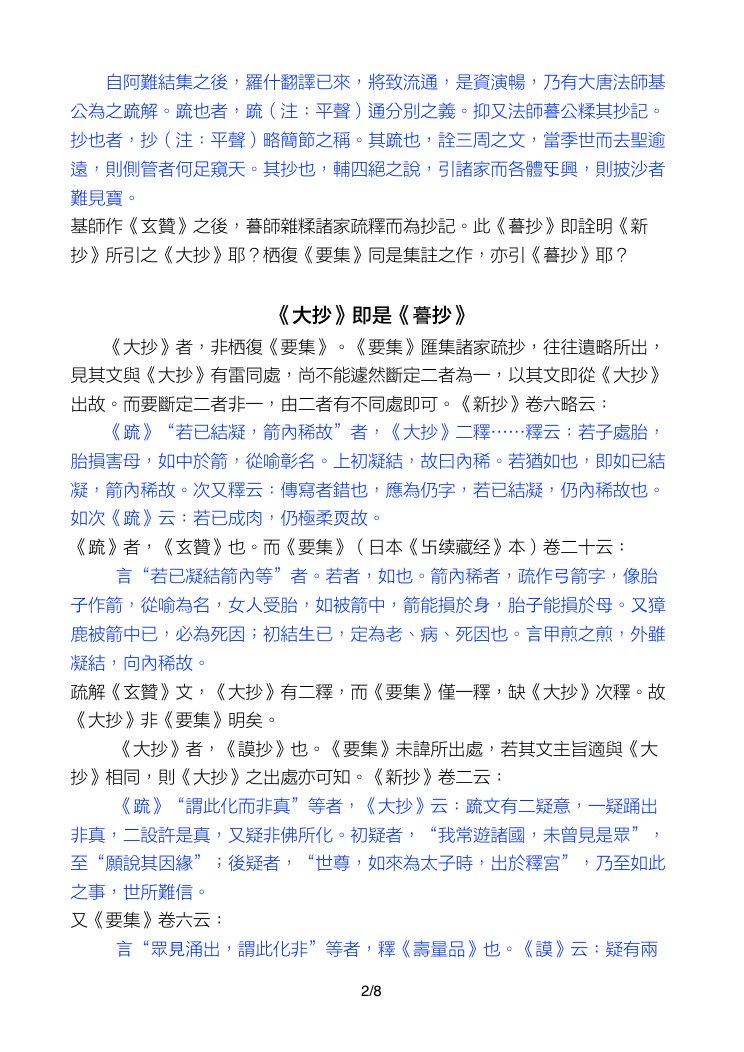 自阿難結集之後，羅什翻譯已來，將致流通，是資演暢，乃有大唐法師基
公為之䟽解。䟽也者，䟽（注：平聲）通分別之義。抑又法師謩公糅其抄記。
抄也者，抄（注：平聲）略簡節之稱。其䟽也，詮三周之文，當季世而去聖逾
遠，則側管者何足窺天。其抄也，輔四絕之說，引諸家而各體㸦興，則披沙者
難見寶。
基師作《玄贊》之後，謩師雜糅諸家疏釋而為抄記。此《謩抄》即詮明《新
抄》所引之《大抄》耶？栖復《要集》同是集註之作，亦引《謩抄》耶？
《大抄》即是《謩抄》
《大抄》者，非栖復《要集》。《要集》匯集諸家疏抄，往往遺略所出，
見其文與《大抄》有雷同處，尚不能遽然斷定二者為一，以其文即從《大抄》
出故。而要斷定二者非一，由二者有不同處即可。《新抄》卷六略云：
《䟽》“若已結凝，箭內稀故”者，《大抄》二釋……釋云：若子處胎，
胎損害母，如中於箭，從喻彰名。上初凝結，故曰內稀。若猶如也，即如已結
凝，箭內稀故。次又釋云：傳寫者錯也，應為仍字，若已結凝，仍內稀故也。
如次《䟽》云：若已成肉，仍極柔耎故。
《䟽》者，《玄贊》也。而《要集》（日本《卐续藏经》本）卷二十云：
言“若已凝結箭內等”者。若者，如也。箭內稀者，疏作弓箭字，像胎
子作箭，從喻為名，女人受胎，如被箭中，箭能損於身，胎子能損於母。又獐
鹿被箭中已，必為死因；初結生已，定為老、病、死因也。言甲煎之煎，外雖
凝結，向內稀故。
疏解《玄贊》文，《大抄》有二釋，而《要集》僅一釋，缺《大抄》次釋。故
《大抄》非《要集》明矣。
《大抄》者，《謨抄》也。《要集》未諱所出處，若其文主旨適與《大
抄》相同，則《大抄》之出處亦可知。《新抄》卷二云：
《䟽》“謂此化而非真”等者，《大抄》云：䟽文有二疑意，一疑踊出
非真，二設許是真，又疑非佛所化。初疑者，“我常遊諸國，未曾見是眾”，
至“願說其因緣”；後疑者，“世尊，如來為太子時，出於釋宮”，乃至如此
之事，世所難信。
又《要集》卷六云：
言“眾見涌出，謂此化非”等者，釋《壽量品》也。《謨》云：疑有兩
2/8